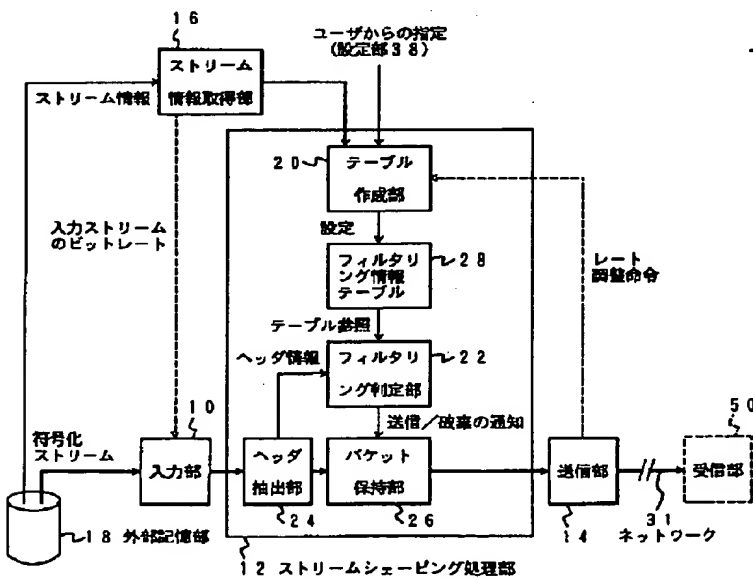 １６
ストリーム
情報取得部
ストリーム情報
ユーザからの指定
（設定部３８）
２０
テーブル
作成部
設定
入力ストリーム
のビットレート
フィルタリ
ング情報
テーブル
２８
レート
調整命令
テーブル参照
ヘッダ情報
フィルタリ
ング判定部
２２
送信／破棄の通知
１０
５０
符号化
ストリーム
入力部
ヘッダ
抽出部
パケット
保持部
送信部
受信部
１８ 外部記憶部
２４
２６
１４
３１
ネットワーク
１２ ストリームシェーピング処理部